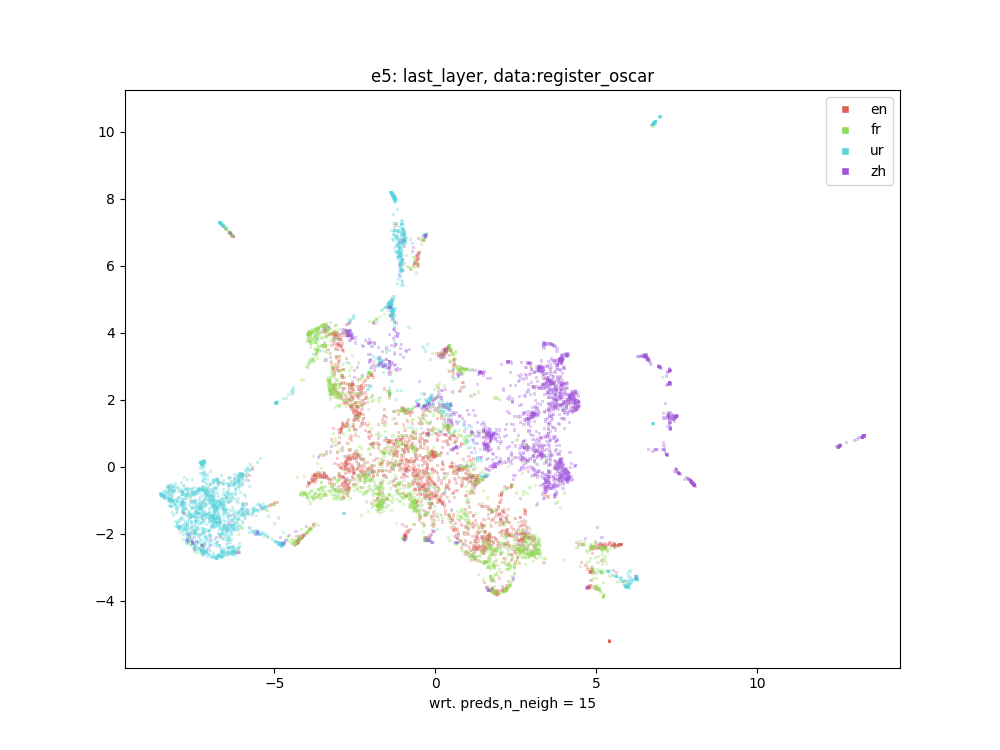 e5: last_layer, data:register_oscar
en
fr
ur
zh
10
8
6
4
2
0
−2
−4
−5
0
5
10
wrt. preds,n_neigh = 15